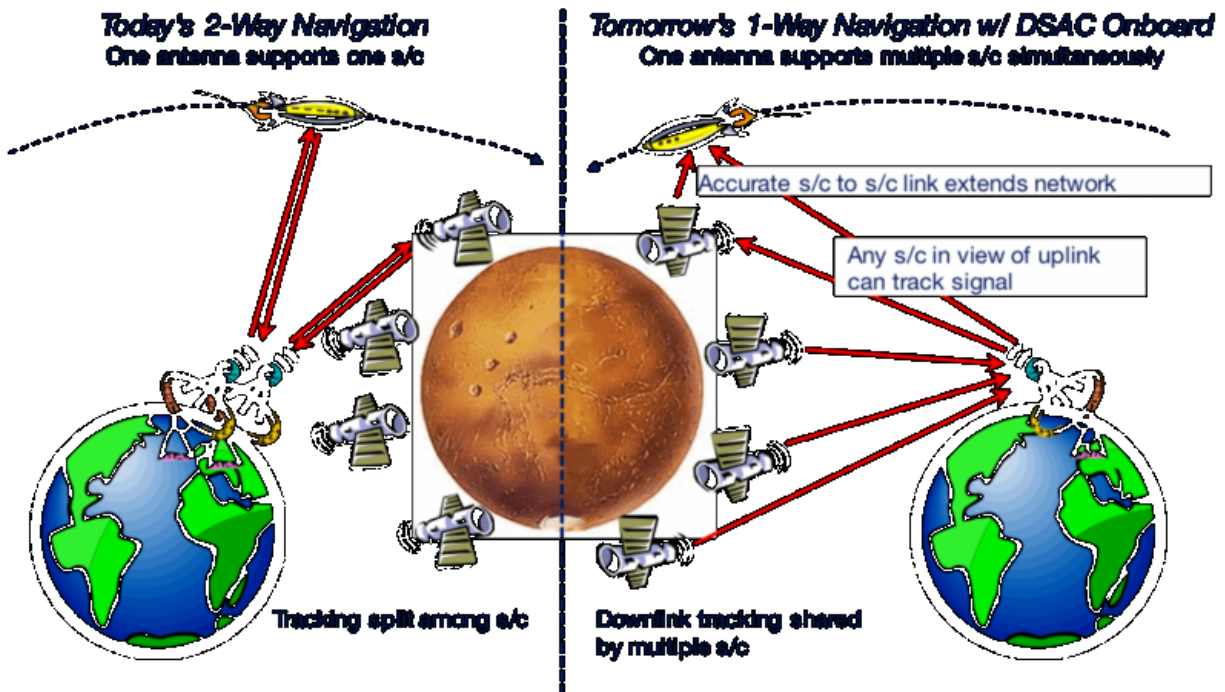 Today's 2-Way Navigation
One antenna supports one s/c
Tomorrow's 1-Way Navigation w/ DSAC Onboard
One antenna supports multiple s/c simultaneously
Accurate s/c to s/c link extends network
Any s/c in view of uplink
can track signal
Tracking split among s/c
Downlink tracking shared
by multiple s/c